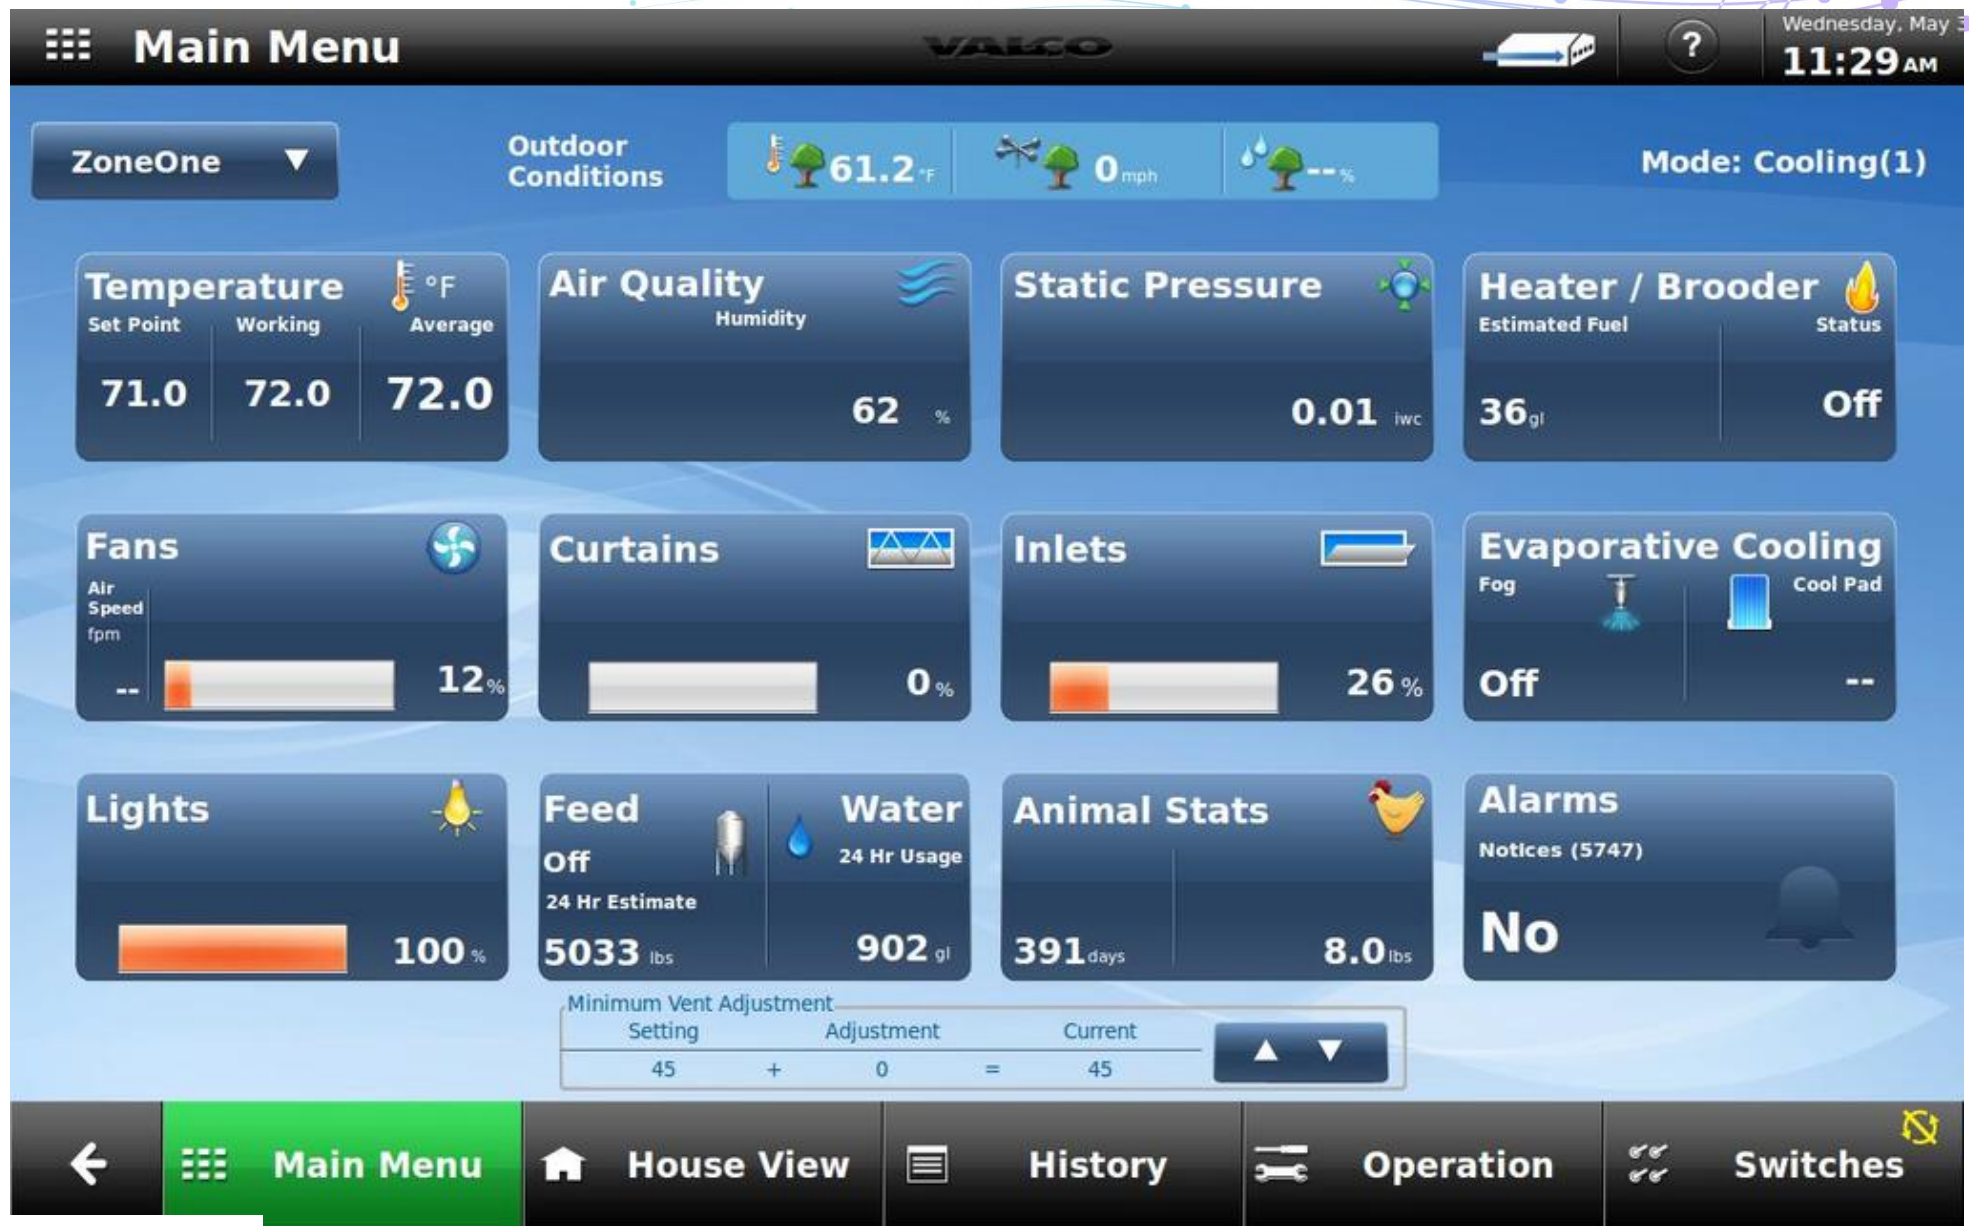 Main Menu
VALCO
?
Wednesday, May 3
11:29 AM
ZoneOne
Outdoor
Conditions
61.2 °F
0 mph
-- %
Mode: Cooling(1)
Temperature °F
Set Point Working Average
71.0 72.0 72.0
Air Quality
Humidity
62 %
Static Pressure
0.01 iwc
Heater / Brooder
Estimated Fuel Status
36 gl Off
Fans
Air
Speed
fpm
-- 12 %
Curtains
0 %
Inlets
26 %
Evaporative Cooling
Fog Cool Pad
Off --
Lights
100 %
Feed
Off
24 Hr Estimate
5033 lbs
Water
24 Hr Usage
902 gl
Animal Stats
391 days 8.0 lbs
Alarms
Notices (5747)
No
Minimum Vent Adjustment
Setting Adjustment Current
45 + 0 = 45
Main Menu
House View
History
Operation
Switches